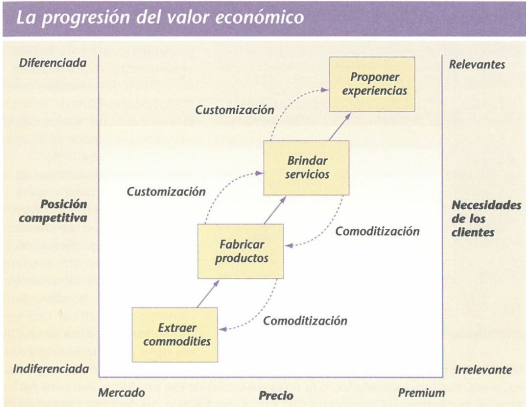 La progresión del valor económico
Diferenciada
Relevantes
Proponer
experiencias
Customización
Brindar
servicios
Customización
Posición
competitiva
Necesidades
de los
clientes
Comoditización
Fabricar
productos
Comoditización
Extraer
commodities
Indiferenciada
Irrelevante
Mercado
Precio
Premium